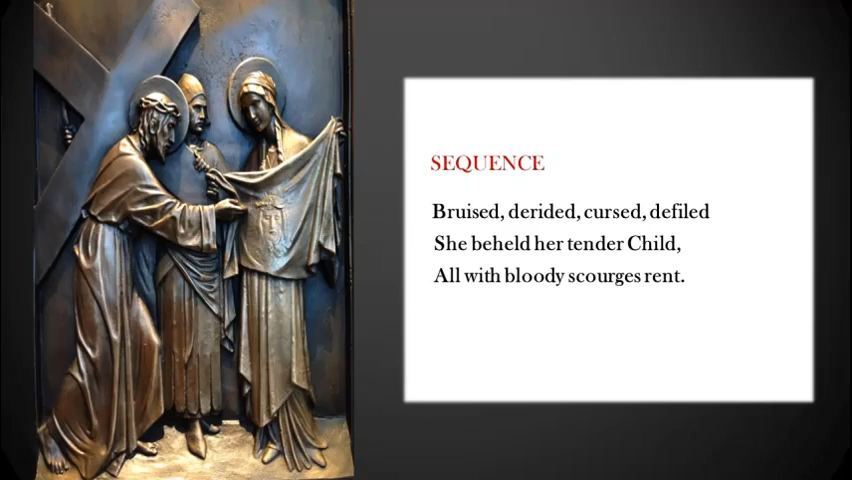 SEQUENCE
Bruised, derided, cursed, defiled
She beheld her tender Child,
All with bloody scourges rent.